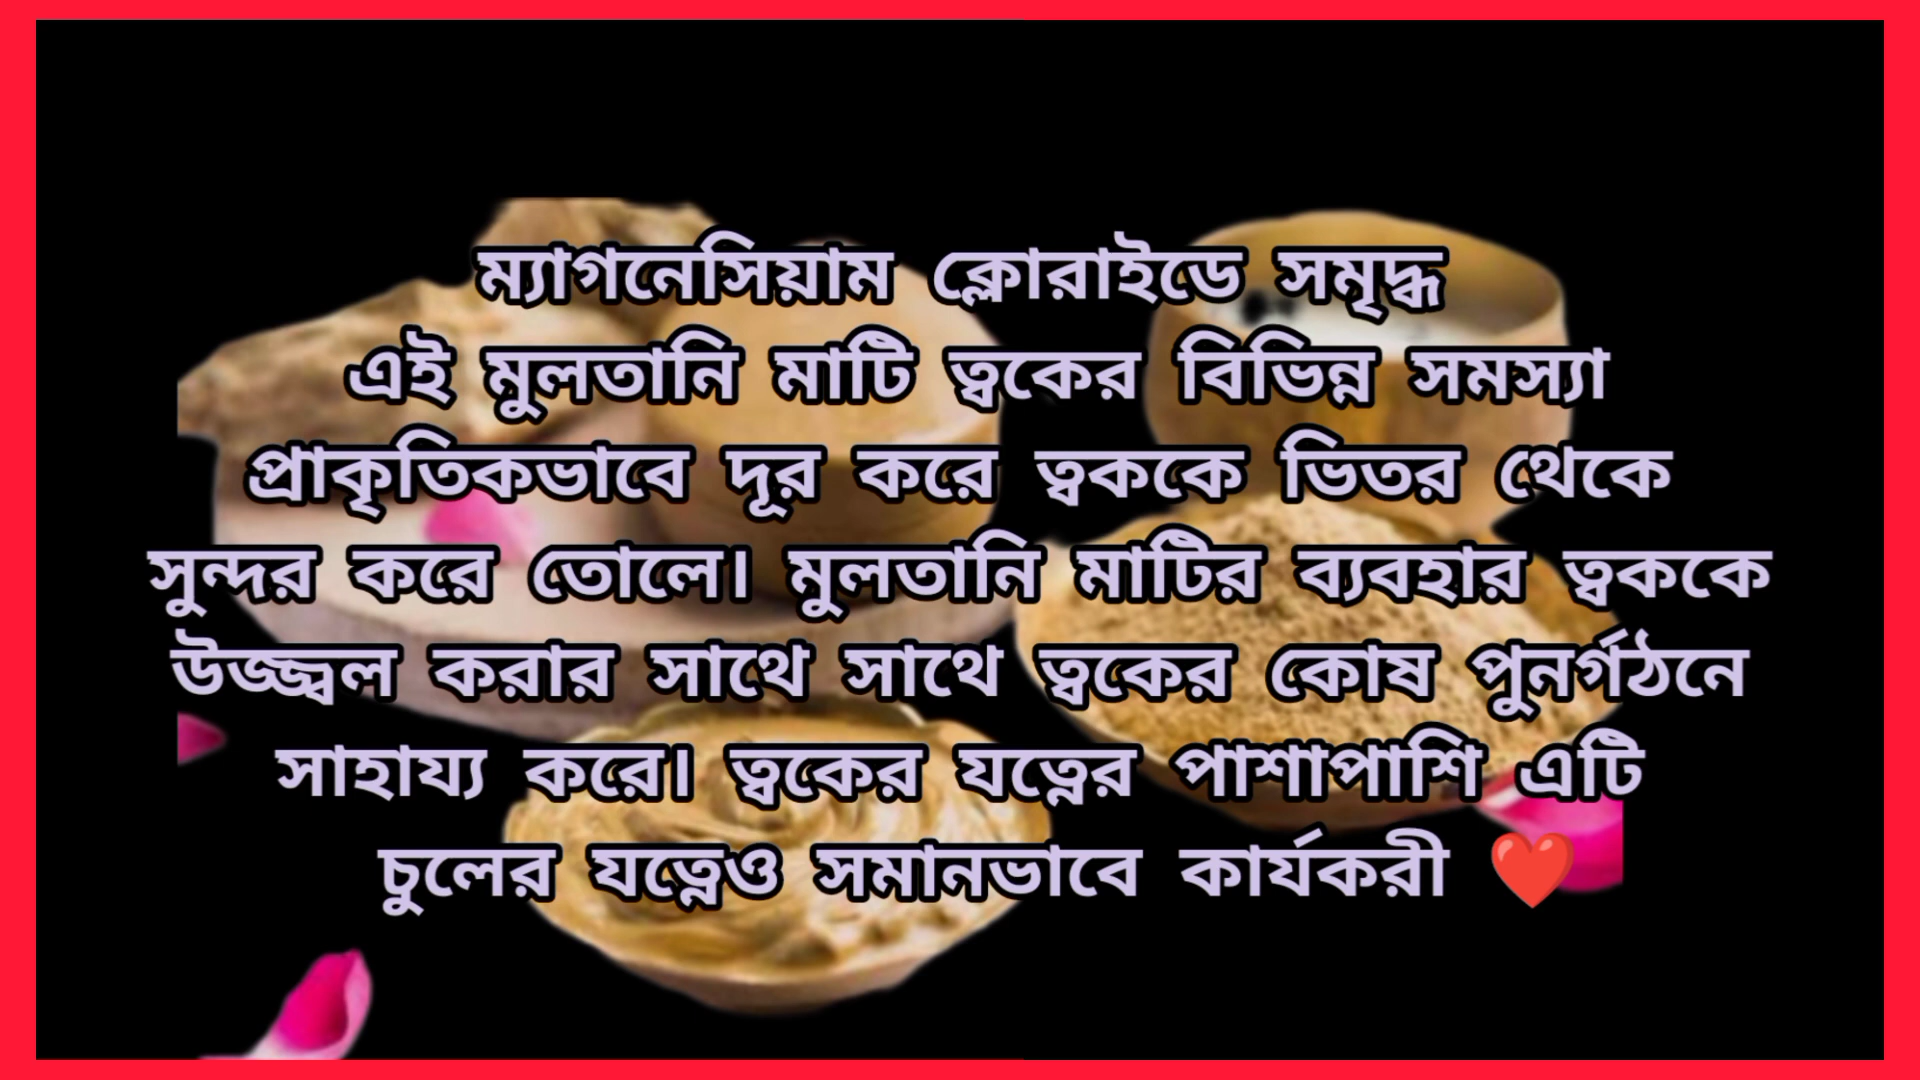 ম্যাগনেসিয়াম ক্লোরাইডে সমৃদ্ধ
এই মুলতানি মাটি ত্বকের বিভিন্ন সমস্যা
প্রাকৃতিকভাবে দূর করে ত্বককে ভিতর থেকে
সুন্দর করে তোলে। মুলতানি মাটির ব্যবহার ত্বককে
উজ্জ্বল করার সাথে সাথে ত্বকের কোষ পুনর্গঠনে
সাহায্য করে। ত্বকের যত্নের পাশাপাশি এটি
চুলের যত্নেও সমানভাবে কার্যকরী ❤️